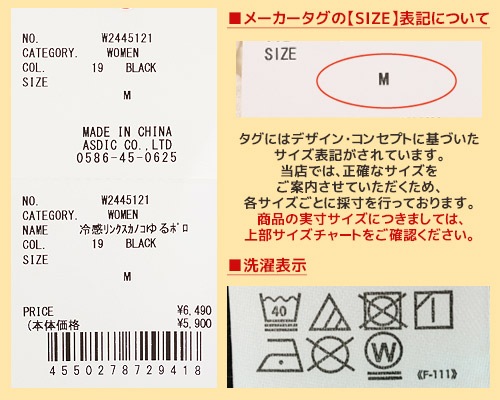 NO. W2445121
CATEGORY. WOMEN
COL. 19 BLACK
SIZE
M
MADE IN CHINA
ASDIC CO.,LTD
0586-45-0625
NO. W2445121
CATEGORY. WOMEN
NAME 冷感リンクスカノコゆるポロ
COL. 19 BLACK
SIZE
M
PRICE ¥6,490
(本体価格 ¥5,900
4550278729418
■メーカータグの【SIZE】表記について
SIZE
M
タグにはデザイン・コンセプトに基づいた
サイズ表記がされています。
当店では、正確なサイズを
ご案内させていただくため、
各サイズごとに採寸を行っております。
商品の実寸サイズにつきましては、
上部サイズチャートをご確認ください。
■洗濯表示
40
W
《F-111》